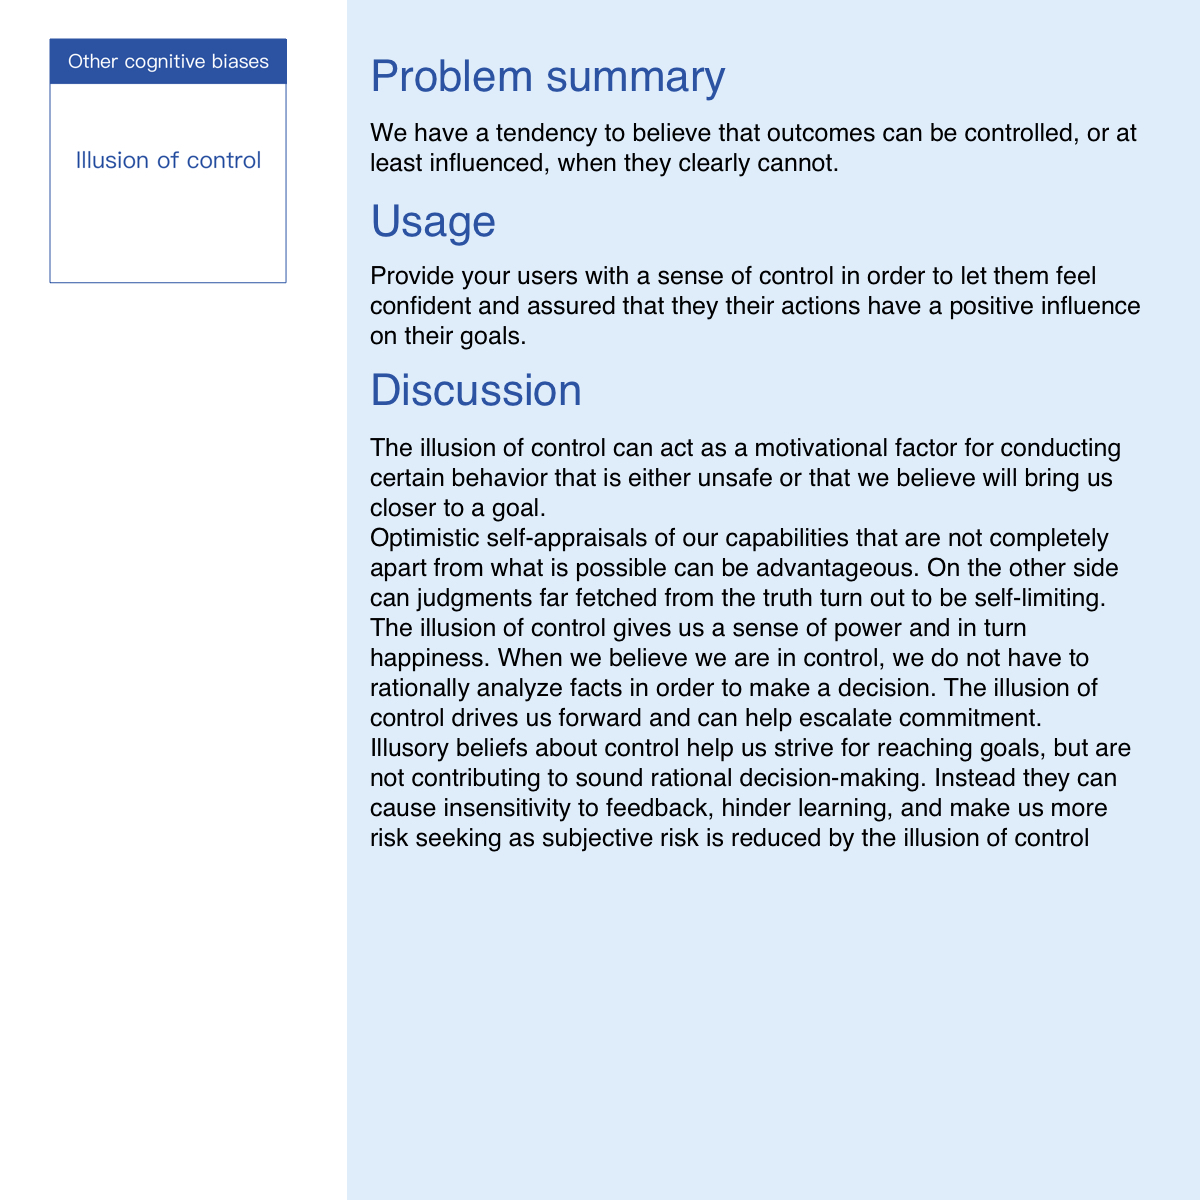 Other cognitive biases
Illusion of control
Problem summary
We have a tendency to believe that outcomes can be controlled, or at
least influenced, when they clearly cannot.
Usage
Provide your users with a sense of control in order to let them feel
confident and assured that they their actions have a positive influence
on their goals.
Discussion
The illusion of control can act as a motivational factor for conducting
certain behavior that is either unsafe or that we believe will bring us
closer to a goal.
Optimistic self-appraisals of our capabilities that are not completely
apart from what is possible can be advantageous. On the other side
can judgments far fetched from the truth turn out to be self-limiting.
The illusion of control gives us a sense of power and in turn
happiness. When we believe we are in control, we do not have to
rationally analyze facts in order to make a decision. The illusion of
control drives us forward and can help escalate commitment.
Illusory beliefs about control help us strive for reaching goals, but are
not contributing to sound rational decision-making. Instead they can
cause insensitivity to feedback, hinder learning, and make us more
risk seeking as subjective risk is reduced by the illusion of control